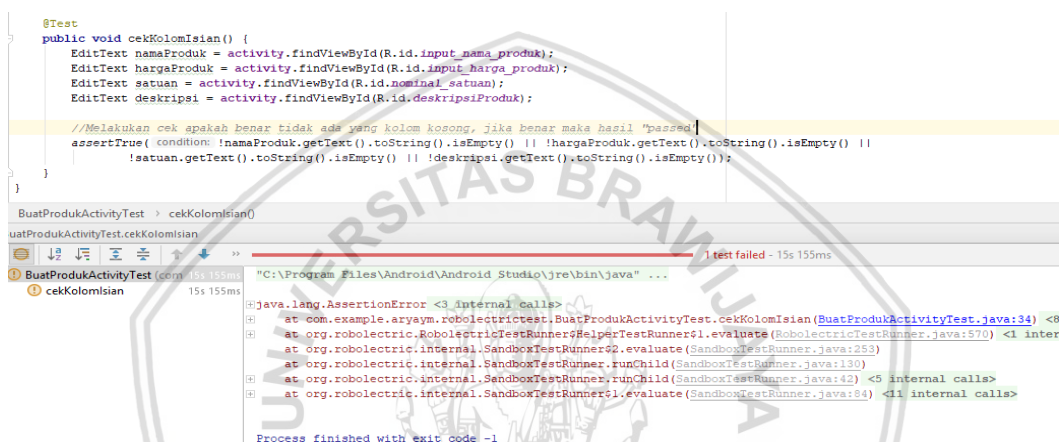 @Test
public void cekKolomIsian() {
EditText namaProduk = activity.findViewById(R.id.input_nama_produk);
EditText hargaProduk = activity.findViewById(R.id.input_harga_produk);
EditText satuan = activity.findViewById(R.id.nominal_satuan);
EditText deskripsi = activity.findViewById(R.id.deskripsiProduk);
//Melakukan cek apakah benar tidak ada yang kolom kosong, jika benar maka hasil "passed"
assertTrue( condition: !namaProduk.getText().toString().isEmpty() || !hargaProduk.getText().toString().isEmpty() ||
!satuan.getText().toString().isEmpty() || !deskripsi.getText().toString().isEmpty());
}
}
BuatProdukActivityTest > cekKolomIsian()
uatProdukActivityTest.cekKolomIsian
1 test failed - 15s 155ms
BuatProdukActivityTest (com 15s 155ms
"C:\Program Files\Android\Android Studio\jre\bin\java" ...
cekKolomIsian 15s 155ms
java.lang.AssertionError <3 internal calls>
at com.example.aryaym.robolectrictest.BuatProdukActivityTest.cekKolomIsian(BuatProdukActivityTest.java:34) <8
at org.robolectric.RobolectricTestRunner$HelperTestRunner$1.evaluate(RobolectricTestRunner.java:570) <1 inter
at org.robolectric.internal.SandboxTestRunner$2.evaluate(SandboxTestRunner.java:253)
at org.robolectric.internal.SandboxTestRunner.runChild(SandboxTestRunner.java:130)
at org.robolectric.internal.SandboxTestRunner.runChild(SandboxTestRunner.java:42) <5 internal calls>
at org.robolectric.internal.SandboxTestRunner$1.evaluate(SandboxTestRunner.java:84) <11 internal calls>
Process finished with exit code -1
UNIVERSITAS BRAWIJAYA